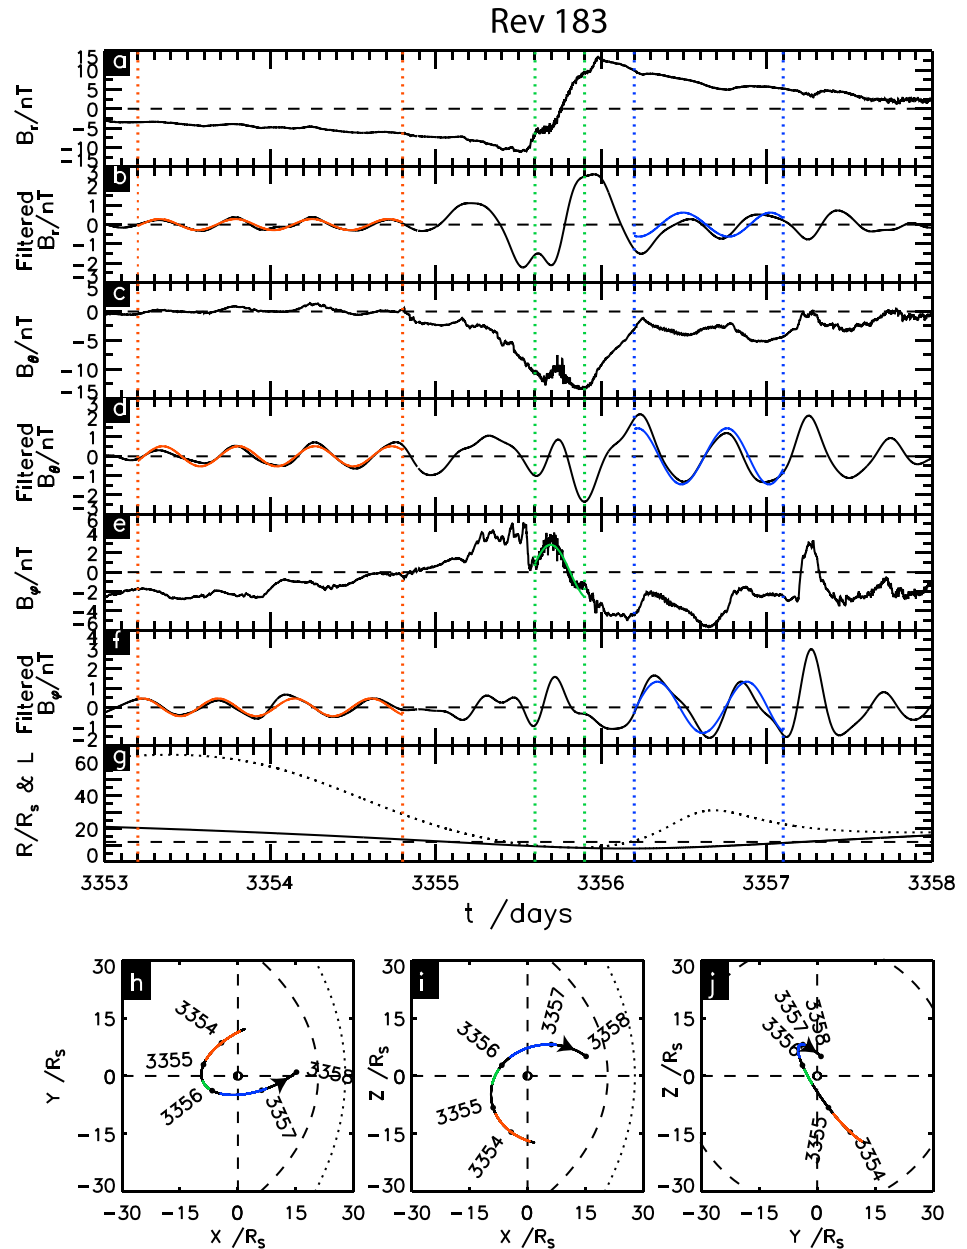 Rev 183
a
15
10
5
0
−5
−10
−15
B_r/nT
b
3
2
1
0
−1
−2
−3
Filtered
B_r/nT
c
5
0
−5
−10
−15
B_θ/nT
d
3
2
1
0
−1
−2
−3
Filtered
B_θ/nT
e
6
4
2
0
−2
−4
−6
B_φ/nT
f
4
3
2
1
0
−1
−2
Filtered
B_φ/nT
g
60
40
20
0
R/R_s & L
3353 3354 3355 3356 3357 3358
t /days
h
30
15
0
−15
−30
Y /R_s
3354
3355
3356
3357
3358
−30 −15 0 15 30
X /R_s
i
30
15
0
−15
−30
Z /R_s
3357
3356
3358
3355
3354
−30 −15 0 15 30
X /R_s
j
30
15
0
−15
−30
Z /R_s
3358
3357
3356
3355
3354
−30 −15 0 15 30
Y /R_s